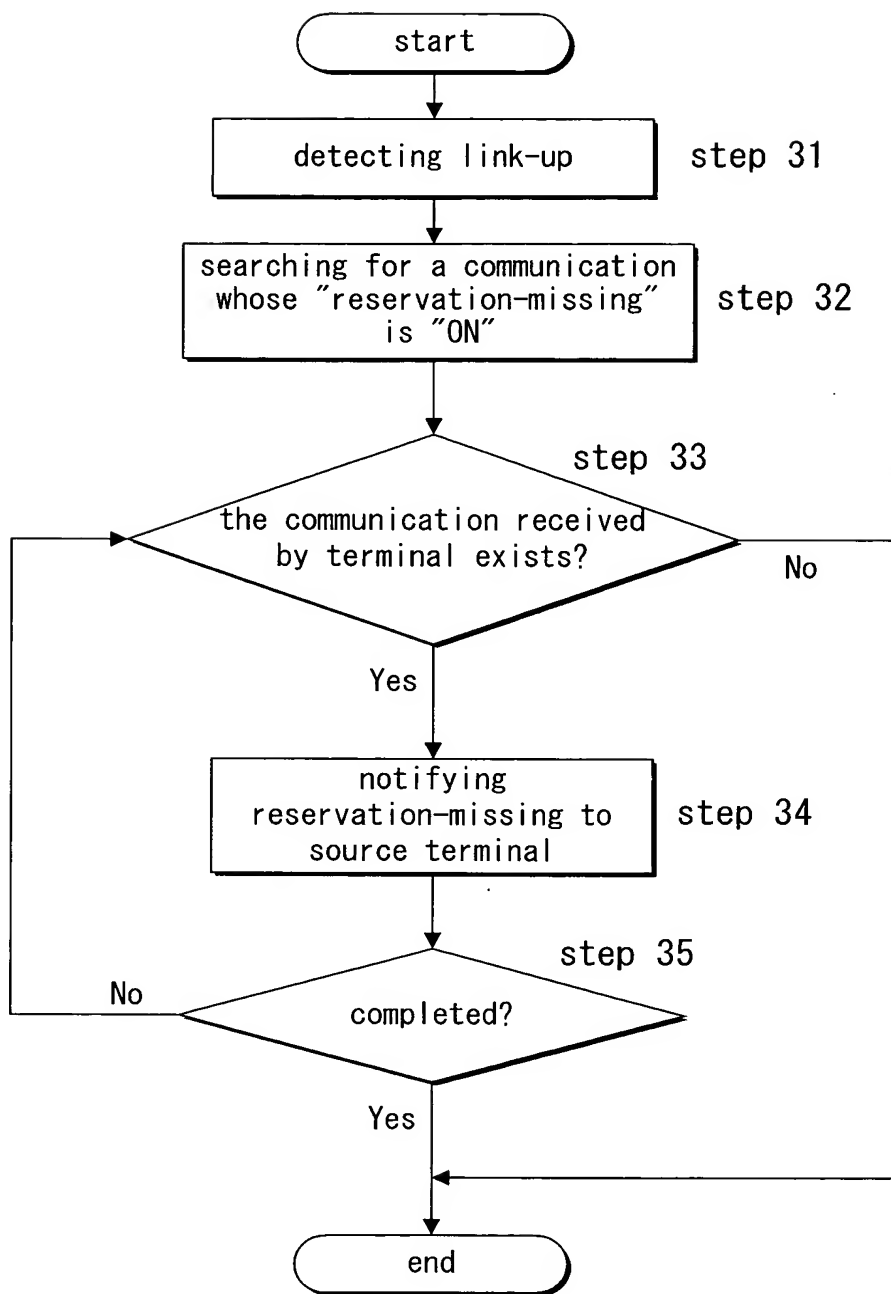 start
detecting link-up
step 31
searching for a communication
whose "reservation-missing"
is "ON"
step 32
step 33
the communication received
by terminal exists?
No
Yes
notifying
reservation-missing to
source terminal
step 34
step 35
No
completed?
Yes
end